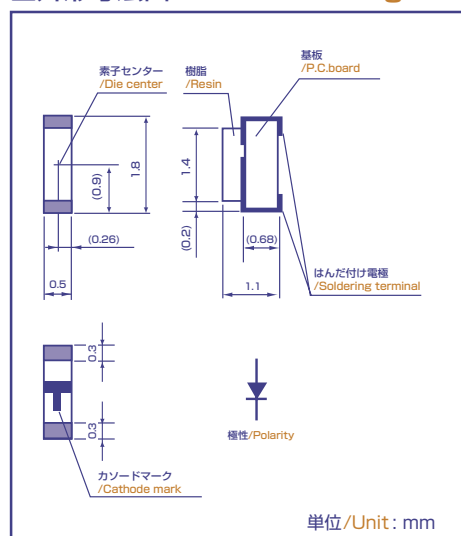 素子センター
/Die center
樹脂
/Resin
基板
/P.C.board
1.8
(0.9)
1.4
(0.2)
(0.26)
0.5
(0.68)
1.1
はんだ付け電極
/Soldering terminal
0.3
0.3
カソードマーク
/Cathode mark
極性/Polarity
単位/Unit : mm